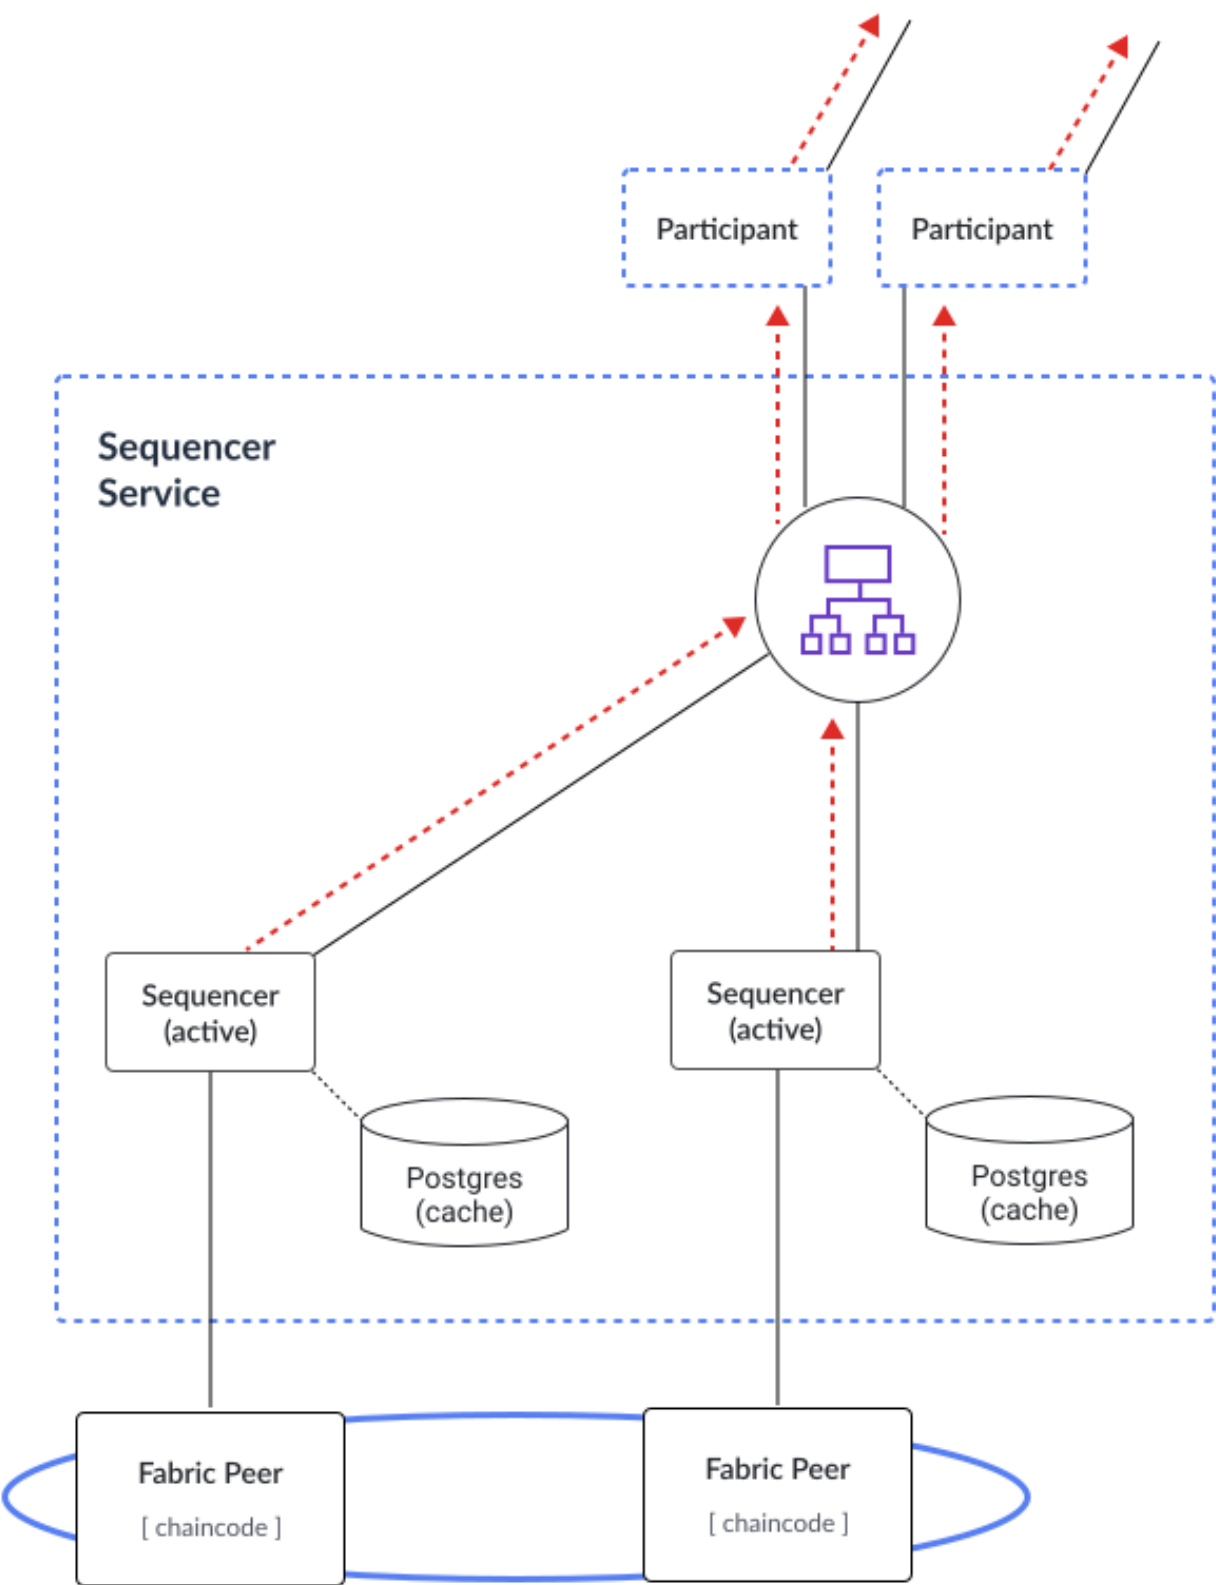 Participant
Participant
Sequencer
Service
Sequencer
(active)
Sequencer
(active)
Postgres
(cache)
Postgres
(cache)
Fabric Peer
[ chaincode ]
Fabric Peer
[ chaincode ]